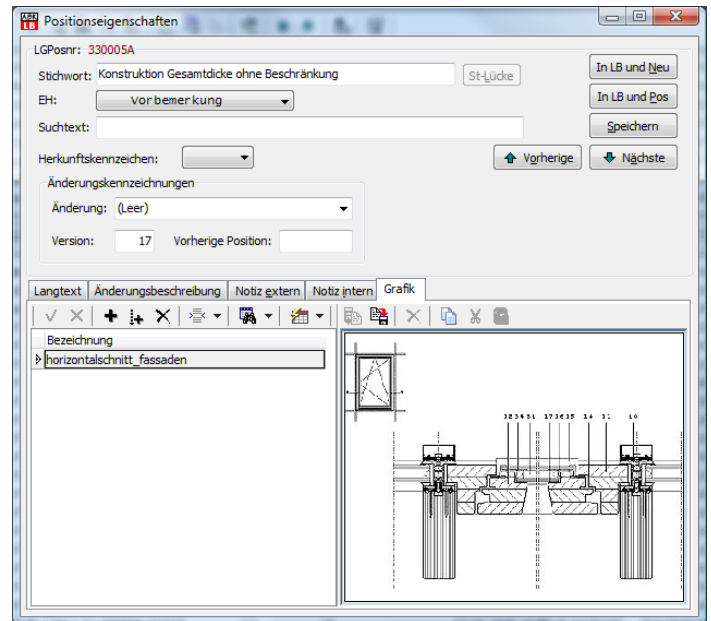 ABK LB Positionseigenschaften
LGPosnr: 330005A
Stichwort: Konstruktion Gesamtdicke ohne Beschränkung St-Lücke In LB und Neu
EH: Vorbemerkung In LB und Pos
Suchtext: Speichern
Herkunftskennzeichen: Vorherige Nächste
Änderungskennzeichnungen
Änderung: (Leer)
Version: 17 Vorherige Position:
Langtext Änderungsbeschreibung Notiz extern Notiz intern Grafik
Bezeichnung
horizontalschnitt_fassaden